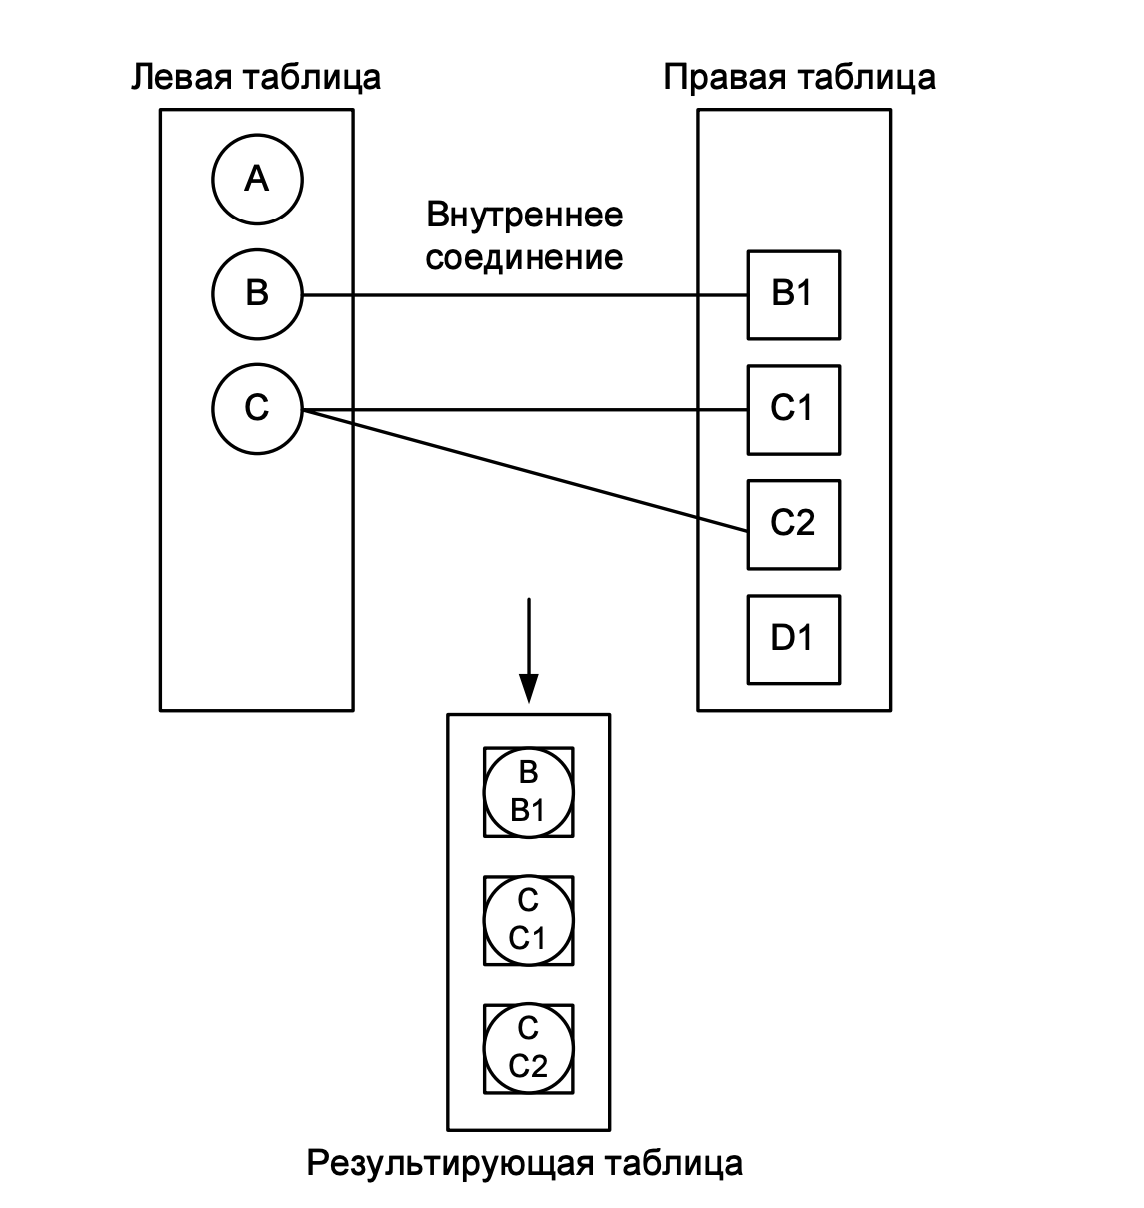 Левая таблица
Правая таблица
A
Внутреннее
соединение
B
B1
C
C1
C2
D1
B
B1
C
C1
C
C2
Результирующая таблица